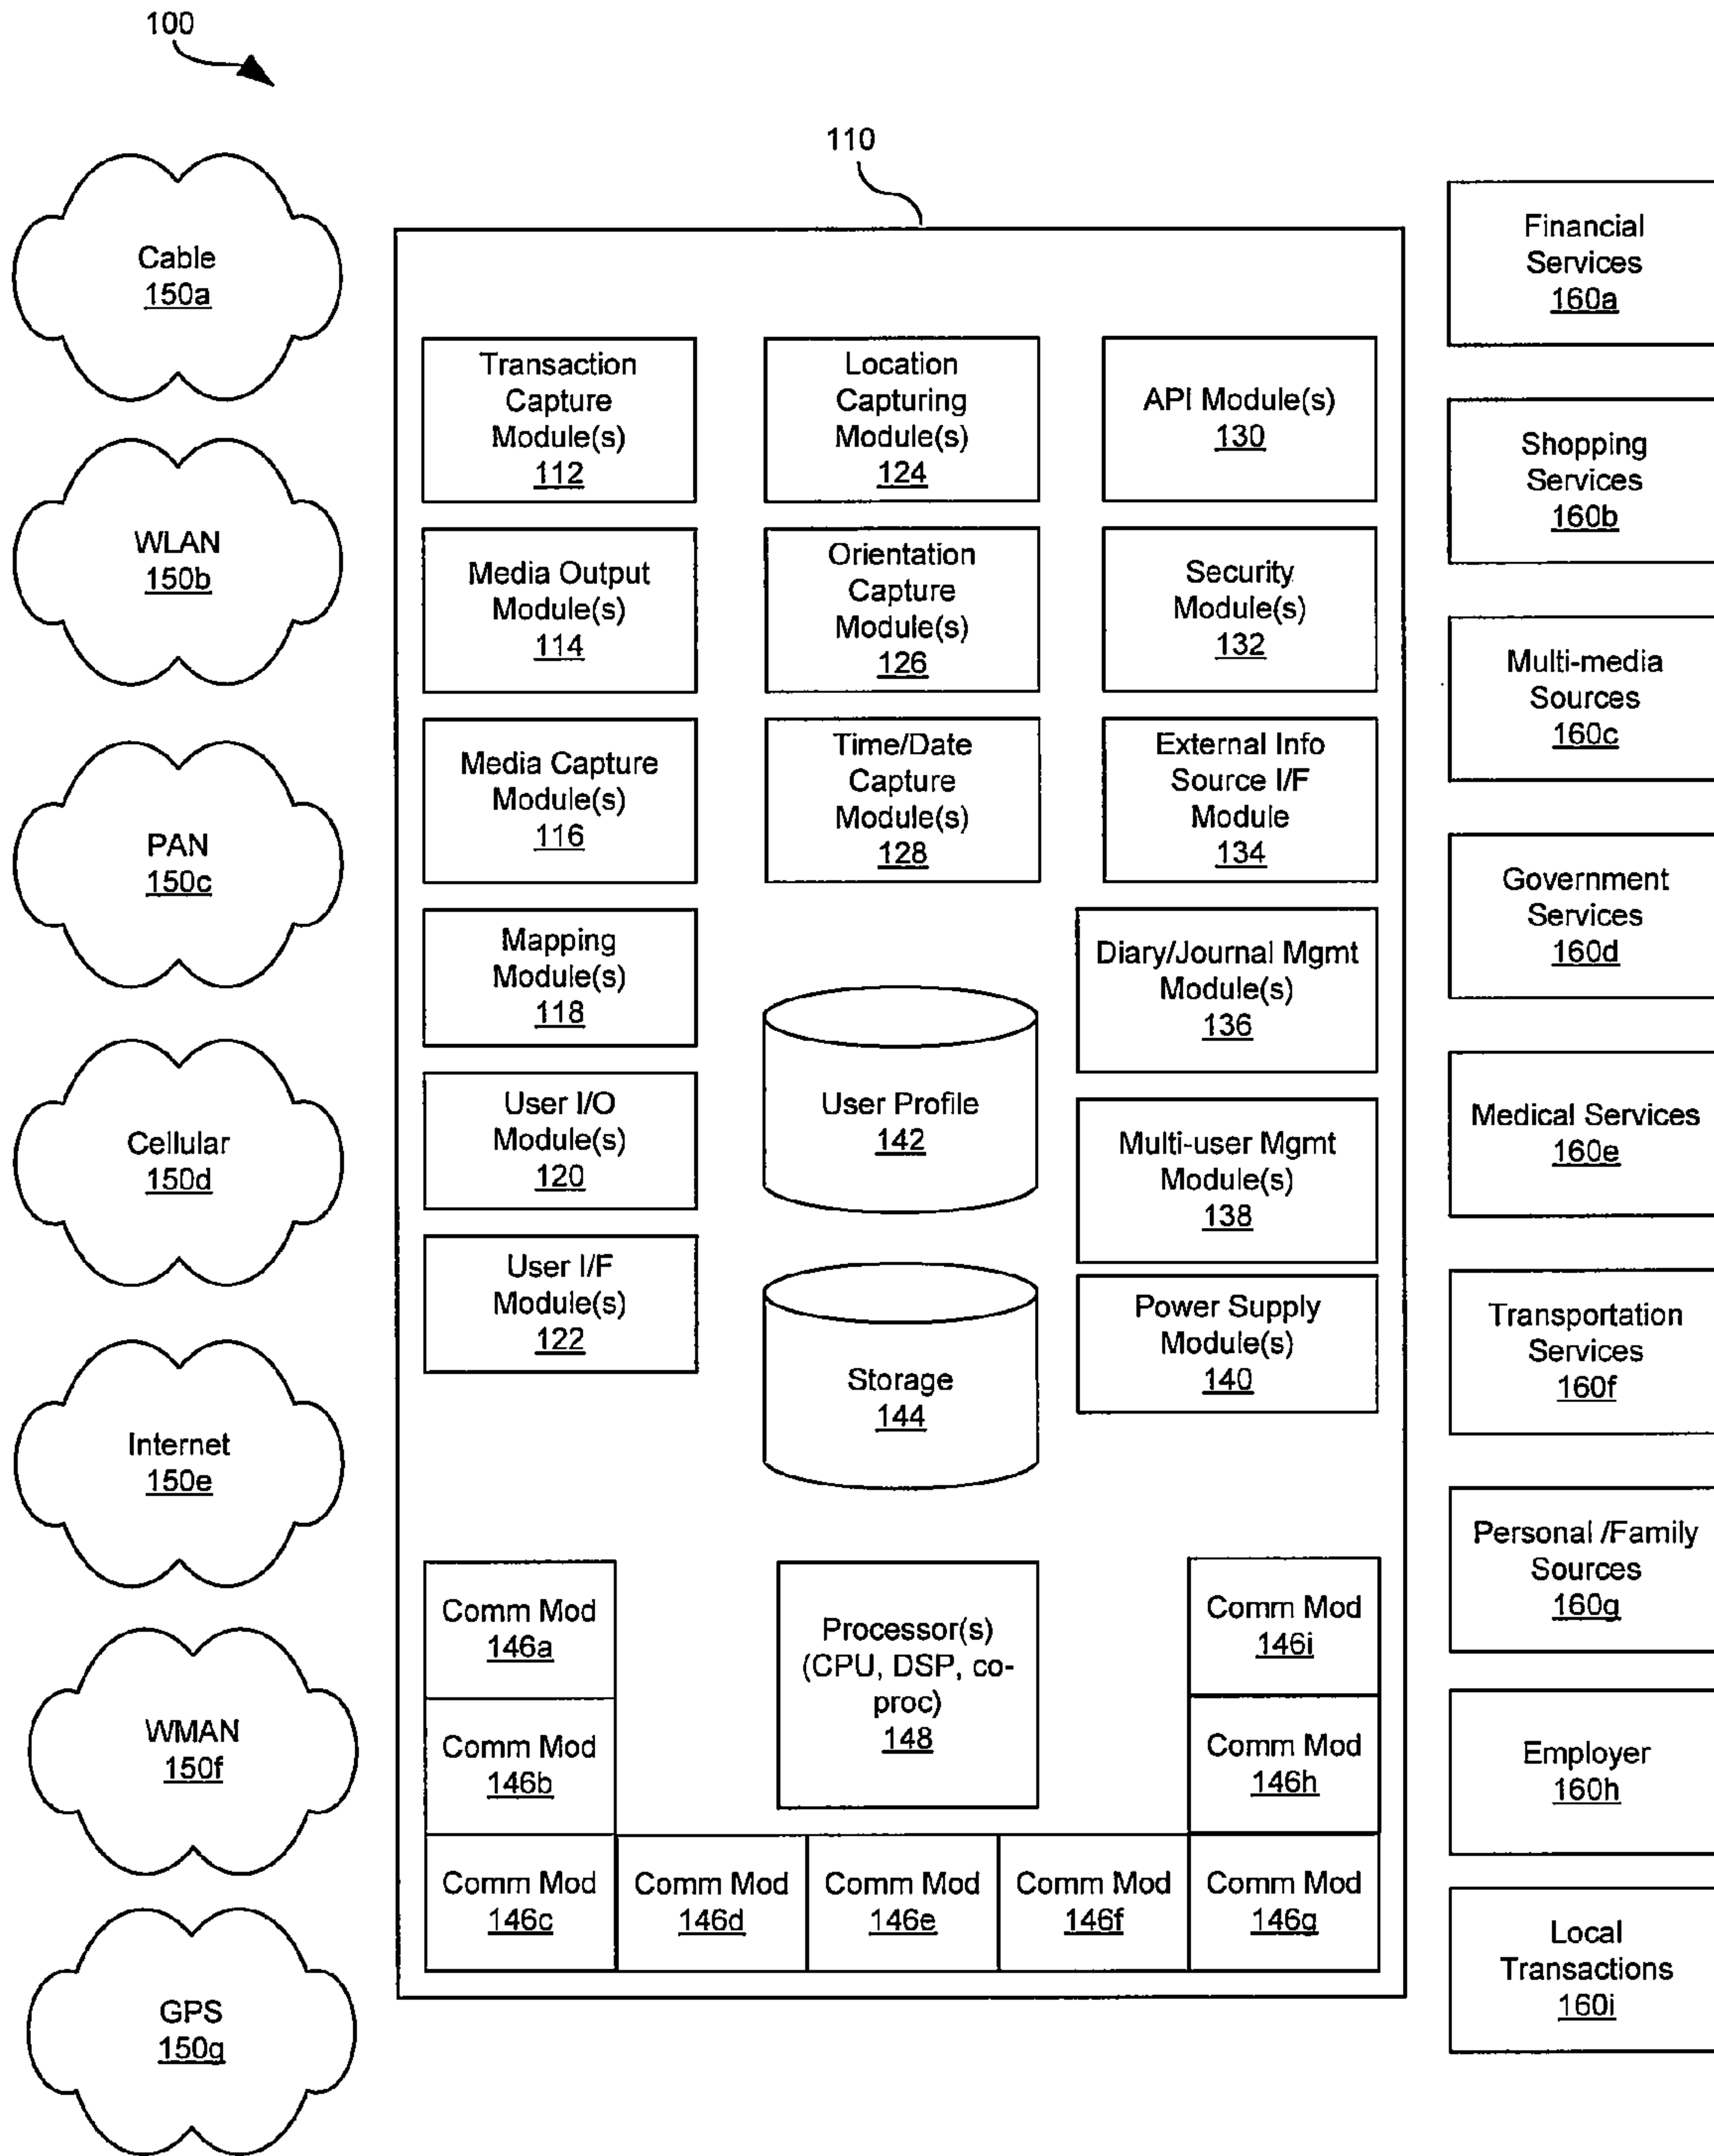 100
110
Cable
150a
WLAN
150b
PAN
150c
Cellular
150d
Internet
150e
WMAN
150f
GPS
150g
Transaction
Capture
Module(s)
112
Media Output
Module(s)
114
Media Capture
Module(s)
116
Mapping
Module(s)
118
User I/O
Module(s)
120
User I/F
Module(s)
122
Location
Capturing
Module(s)
124
Orientation
Capture
Module(s)
126
Time/Date
Capture
Module(s)
128
User Profile
142
Storage
144
API Module(s)
130
Security
Module(s)
132
External Info
Source I/F
Module
134
Diary/Journal Mgmt
Module(s)
136
Multi-user Mgmt
Module(s)
138
Power Supply
Module(s)
140
Comm Mod
146a
Comm Mod
146b
Comm Mod
146c
Comm Mod
146d
Comm Mod
146e
Comm Mod
146f
Comm Mod
146g
Comm Mod
146h
Comm Mod
146i
Processor(s)
(CPU, DSP, co-
proc)
148
Financial
Services
160a
Shopping
Services
160b
Multi-media
Sources
160c
Government
Services
160d
Medical Services
160e
Transportation
Services
160f
Personal /Family
Sources
160g
Employer
160h
Local
Transactions
160i